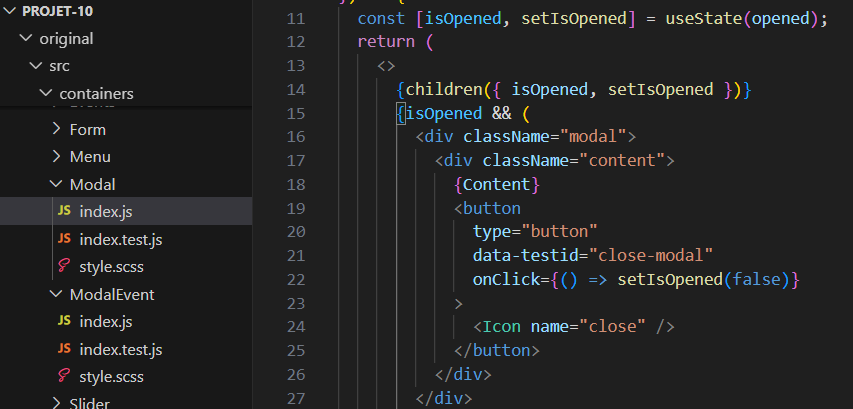 PROJET-10
original
src
containers
Form
Menu
Modal
JS index.js
JS index.test.js
style.scss
ModalEvent
JS index.js
JS index.test.js
style.scss
Slider
11 const [isOpened, setIsOpened] = useState(opened);
12 return (
13 <>
14 {children({ isOpened, setIsOpened })}
15 {isOpened && (
16 <div className="modal">
17 <div className="content">
18 {Content}
19 <button
20 type="button"
21 data-testid="close-modal"
22 onClick={() => setIsOpened(false)}
23 >
24 <Icon name="close" />
25 </button>
26 </div>
27 </div>